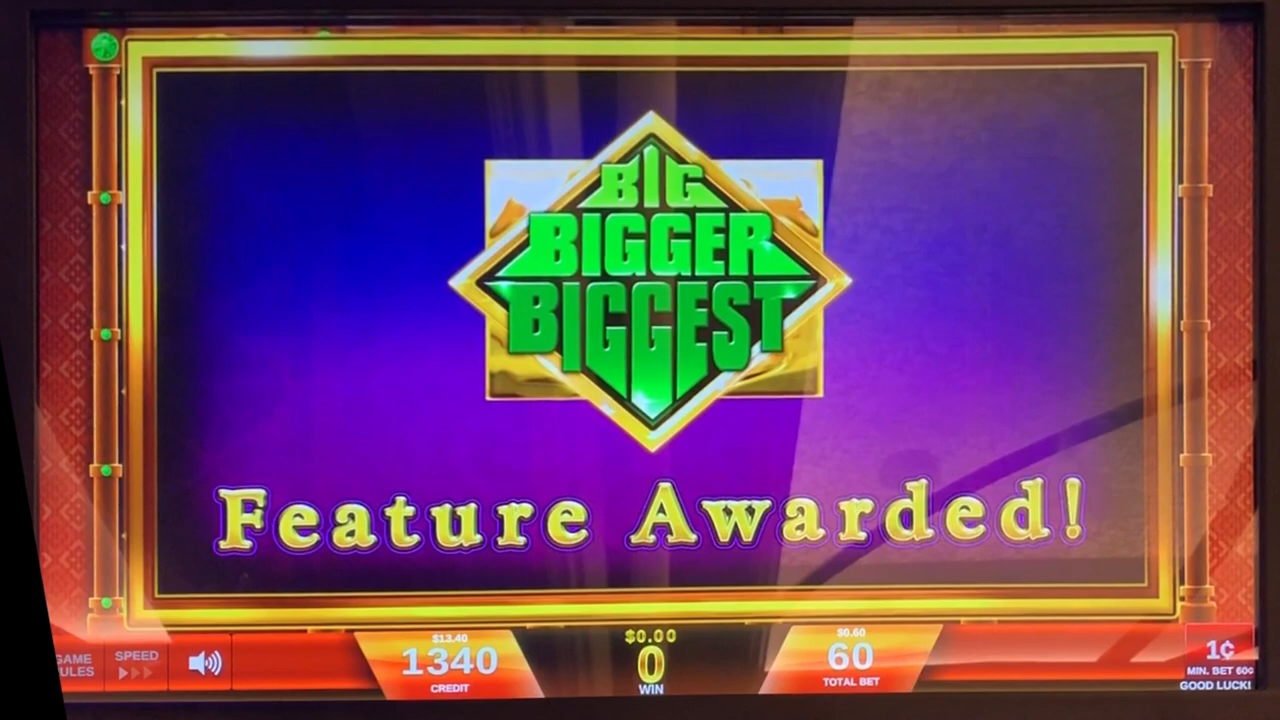 BIG
BIGGER
BIGGEST
Feature Awarded!
GAME
RULES
SPEED
$13.40
1340
CREDIT
$0.00
0
WIN
$0.60
60
TOTAL BET
1¢
MIN. BET 60¢
GOOD LUCK!